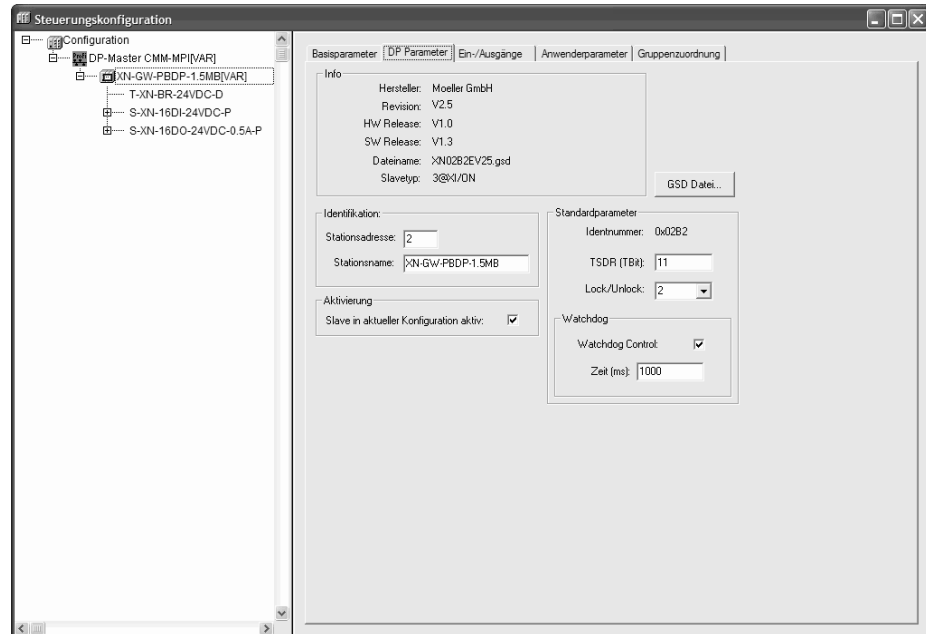 Steuerungskonfiguration
Configuration
DP-Master CMM-MPI[VAR]
XN-GW-PBDP-1.5MB[VAR]
T-XN-BR-24VDC-D
S-XN-16DI-24VDC-P
S-XN-16DO-24VDC-0.5A-P
Basisparameter DP Parameter Ein-/Ausgänge Anwenderparameter Gruppenzuordnung
Info
Hersteller: Moeller GmbH
Revision: V2.5
HW Release: V1.0
SW Release: V1.3
Dateiname: XN02B2EV25.gsd
Slavetyp: 3@XI/ON
GSD Datei...
Identifikation:
Stationsadresse: 2
Stationsname: XN-GW-PBDP-1.5MB
Aktivierung
Slave in aktueller Konfiguration aktiv:
Standardparameter
Identnummer: 0x02B2
TSDR (TBit): 11
Lock/Unlock: 2
Watchdog
Watchdog Control:
Zeit (ms): 1000